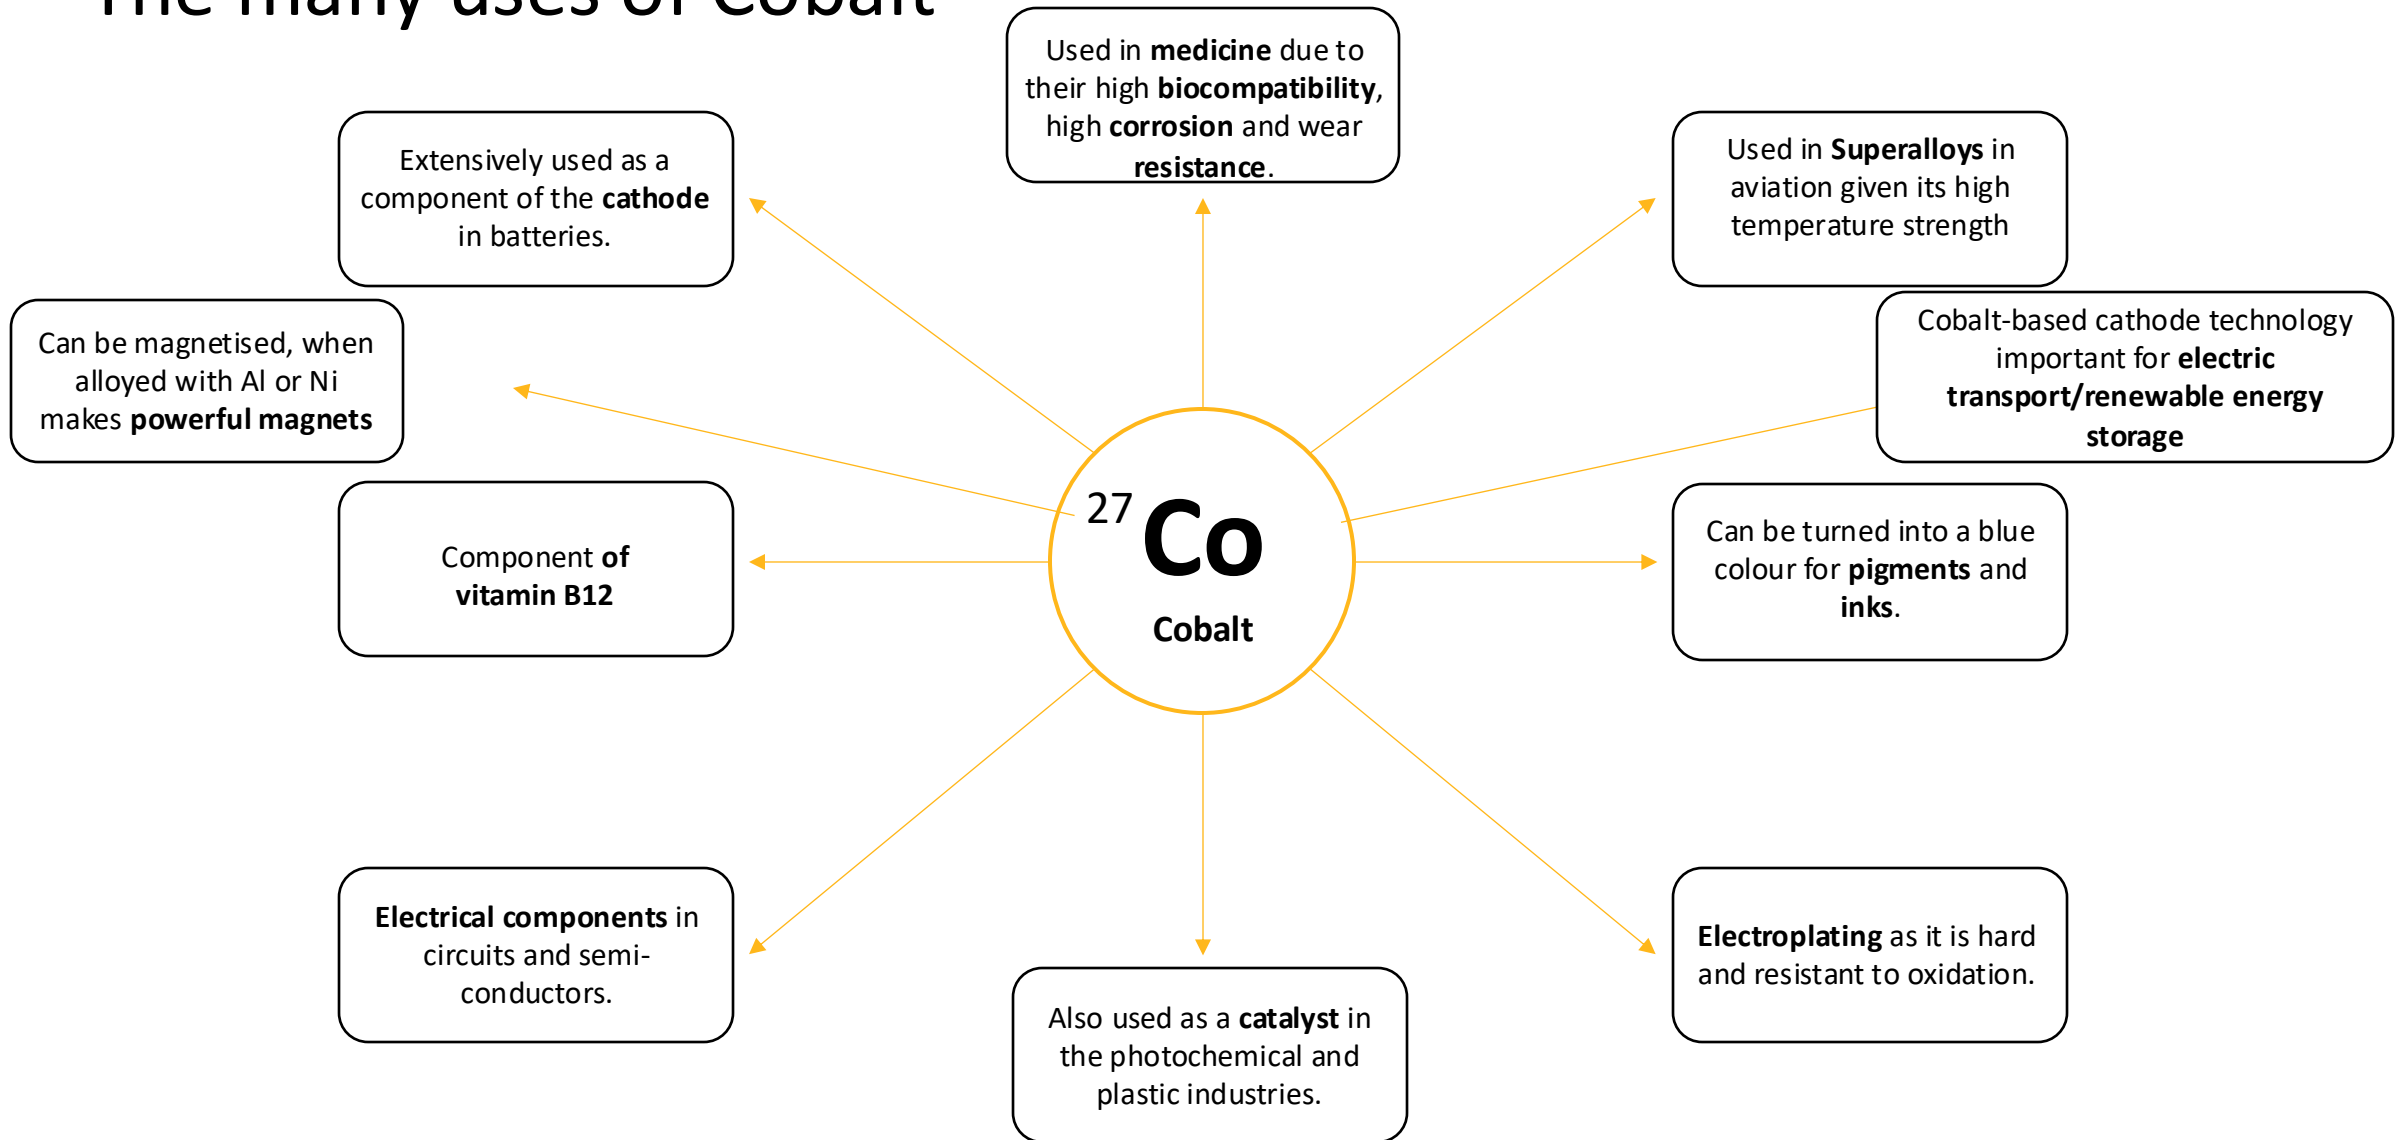 The many uses of Cobalt
Used in medicine due to
their high biocompatibility,
high corrosion and wear
resistance.
Extensively used as a
component of the cathode
in batteries.
Used in Superalloys in
aviation given its high
temperature strength
Can be magnetised, when
alloyed with Al or Ni
makes powerful magnets
Cobalt-based cathode technology
important for electric
transport/renewable energy
storage
Component of
vitamin B12
27
Co
Cobalt
Can be turned into a blue
colour for pigments and
inks.
Electrical components in
circuits and semi-
conductors.
Also used as a catalyst in
the photochemical and
plastic industries.
Electroplating as it is hard
and resistant to oxidation.